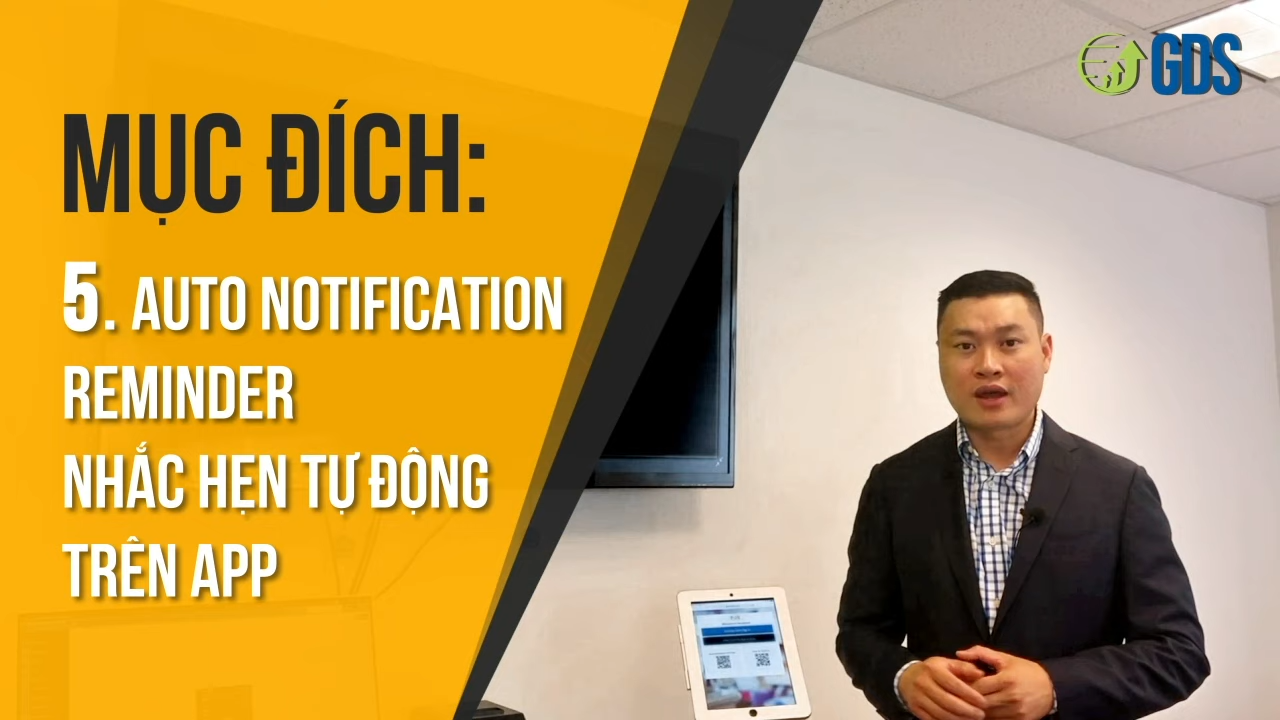 GDS
MỤC ĐÍCH:
5. AUTO NOTIFICATION
REMINDER
NHẮC HẸN TỰ ĐỘNG
TRÊN APP